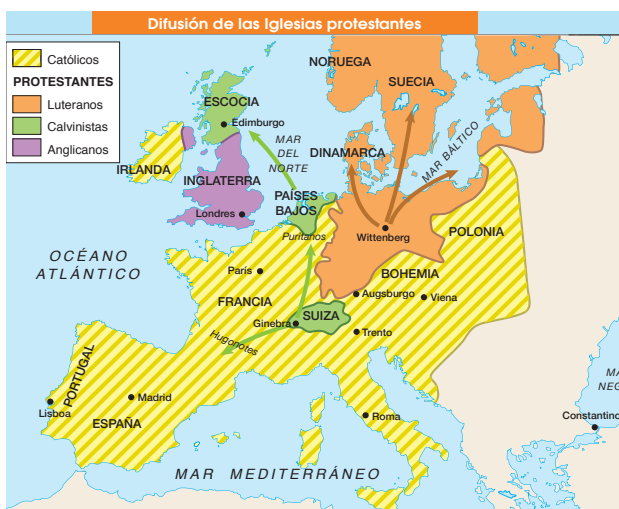 Difusión de las Iglesias protestantes
Católicos
PROTESTANTES
Luteranos
Calvinistas
Anglicanos
NORUEGA
SUECIA
ESCOCIA
Edimburgo
MAR
DEL
NORTE
DINAMARCA
MAR BÁLTICO
IRLANDA
INGLATERRA
Londres
PAÍSES
BAJOS
Puritanos
Wittenberg
POLONIA
OCÉANO
ATLÁNTICO
París
BOHEMIA
Augsburgo
Viena
FRANCIA
SUIZA
Ginebra
Hugonotes
Trento
PORTUGAL
Madrid
Lisboa
ESPAÑA
Roma
MA
NEG
Constantino
MAR MEDITERRÁNEO